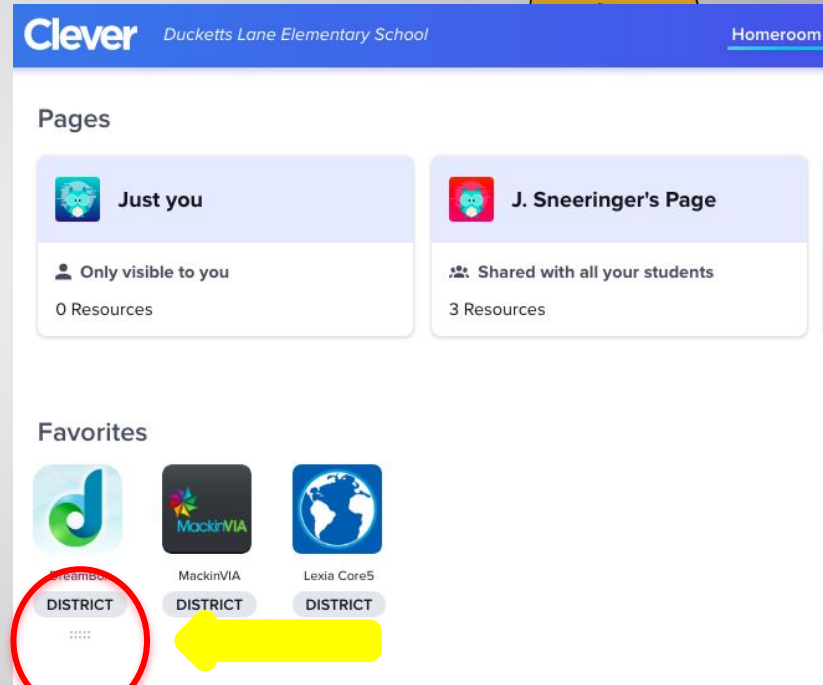 Clever Ducketts Lane Elementary School Homeroom
Pages
Just you
J. Sneeringer's Page
Only visible to you
Shared with all your students
0 Resources
3 Resources
Favorites
MackinVIA
DreamBox
MackinVIA
Lexia Core5
DISTRICT
DISTRICT
DISTRICT